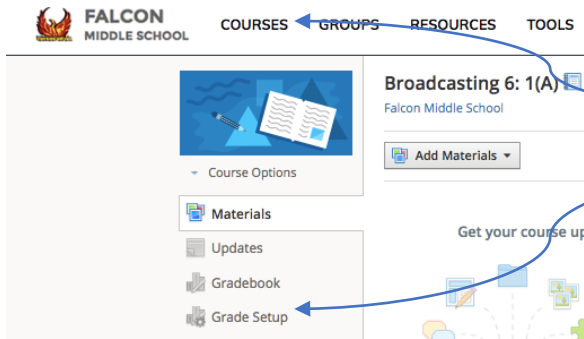 FALCON
MIDDLE SCHOOL
COURSES GROUPS RESOURCES TOOLS
Broadcasting 6: 1(A)
Falcon Middle School
Course Options
Add Materials
Materials
Updates
Get your course up
Gradebook
Grade Setup